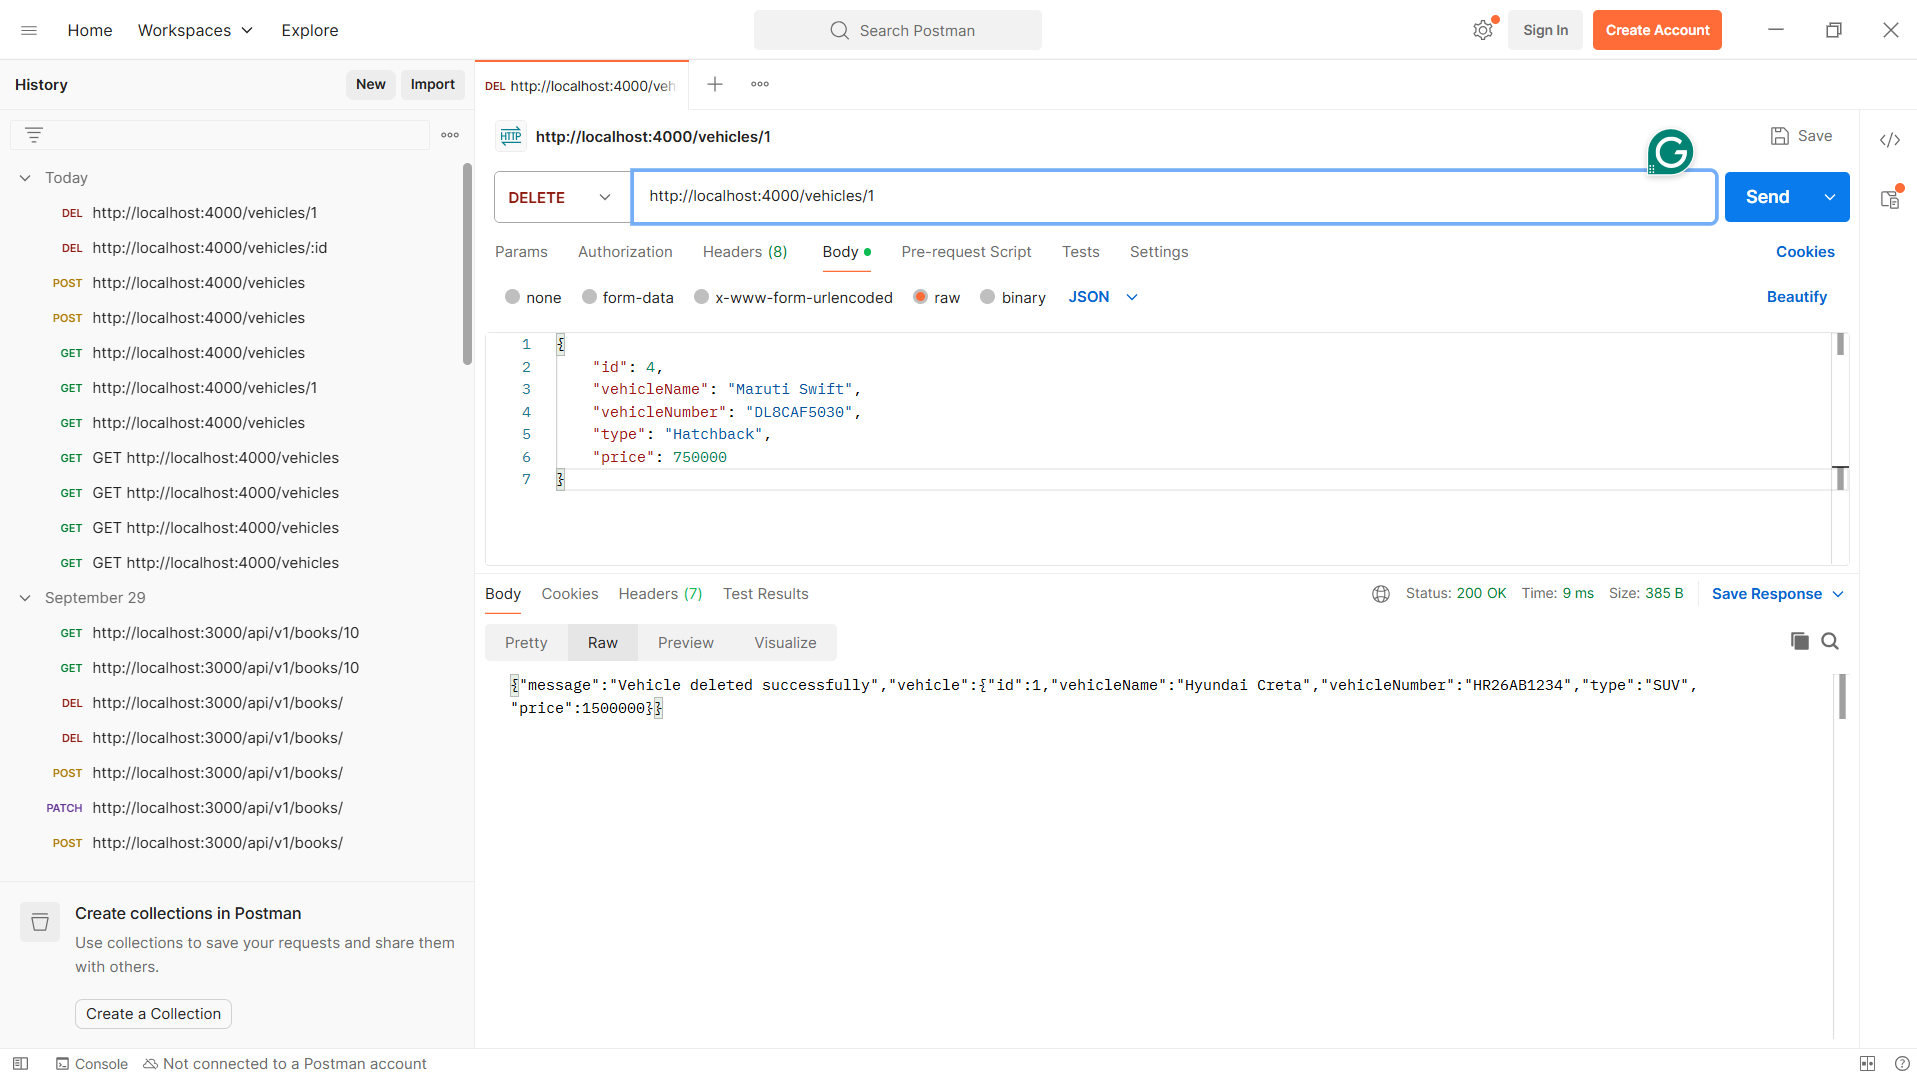 Home
Workspaces
Explore
Search Postman
Sign In
Create Account
History
New
Import
Today
DEL http://localhost:4000/vehicles/1
DEL http://localhost:4000/vehicles/:id
POST http://localhost:4000/vehicles
POST http://localhost:4000/vehicles
GET http://localhost:4000/vehicles
GET http://localhost:4000/vehicles/1
GET http://localhost:4000/vehicles
GET GET http://localhost:4000/vehicles
GET GET http://localhost:4000/vehicles
GET GET http://localhost:4000/vehicles
GET GET http://localhost:4000/vehicles
September 29
GET http://localhost:3000/api/v1/books/10
GET http://localhost:3000/api/v1/books/10
DEL http://localhost:3000/api/v1/books/
DEL http://localhost:3000/api/v1/books/
POST http://localhost:3000/api/v1/books/
PATCH http://localhost:3000/api/v1/books/
POST http://localhost:3000/api/v1/books/
Create collections in Postman
Use collections to save your requests and share them
with others.
Create a Collection
DEL http://localhost:4000/veh
HTTP http://localhost:4000/vehicles/1
Save
G
DELETE
http://localhost:4000/vehicles/1
Send
Params
Authorization
Headers (8)
Body
Pre-request Script
Tests
Settings
Cookies
none
form-data
x-www-form-urlencoded
raw
binary
JSON
Beautify
1 {
2 "id": 4,
3 "vehicleName": "Maruti Swift",
4 "vehicleNumber": "DL8CAF5030",
5 "type": "Hatchback",
6 "price": 750000
7 }
Body
Cookies
Headers (7)
Test Results
Status: 200 OK
Time: 9 ms
Size: 385 B
Save Response
Pretty
Raw
Preview
Visualize
{"message":"Vehicle deleted successfully","vehicle":{"id":1,"vehicleName":"Hyundai Creta","vehicleNumber":"HR26AB1234","type":"SUV",
"price":1500000}}
Console
Not connected to a Postman account